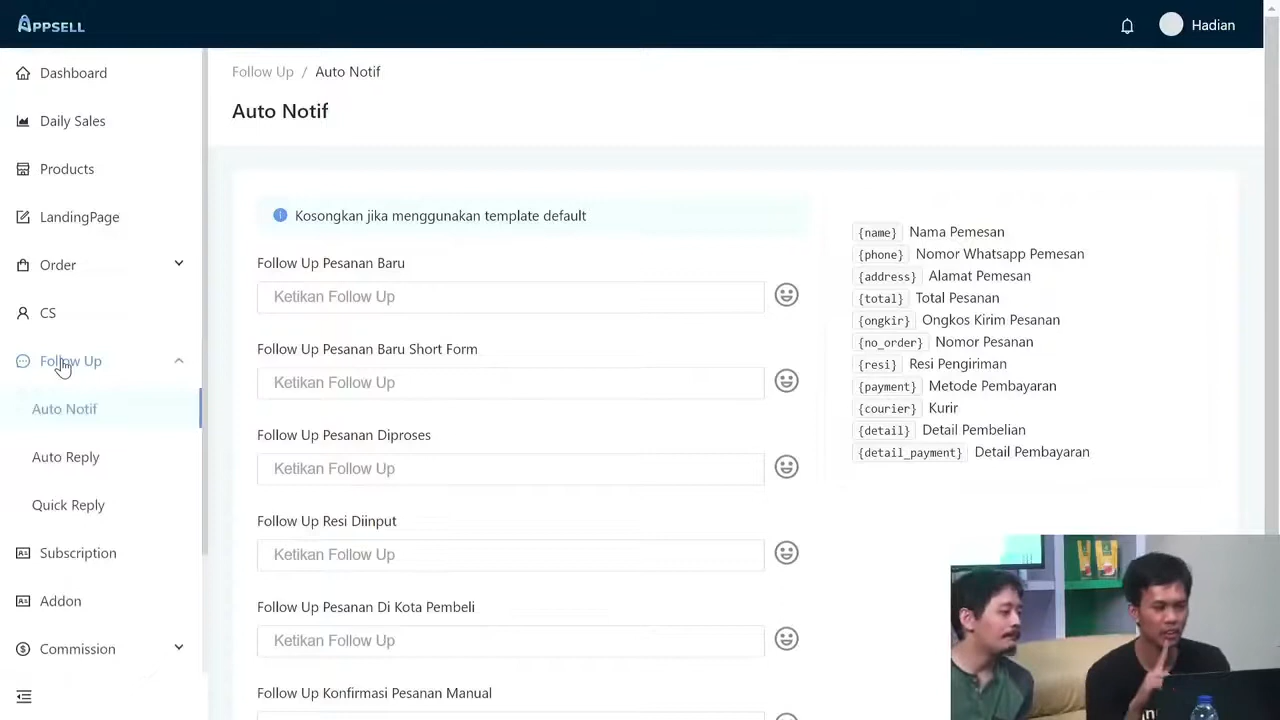 APPSELL
Hadian
Dashboard
Daily Sales
Products
LandingPage
Order
CS
Follow Up
Auto Notif
Auto Reply
Quick Reply
Subscription
Addon
Commission
Follow Up / Auto Notif
Auto Notif
Kosongkan jika menggunakan template default
Follow Up Pesanan Baru
Ketikan Follow Up
Follow Up Pesanan Baru Short Form
Ketikan Follow Up
Follow Up Pesanan Diproses
Ketikan Follow Up
Follow Up Resi Diinput
Ketikan Follow Up
Follow Up Pesanan Di Kota Pembeli
Ketikan Follow Up
Follow Up Konfirmasi Pesanan Manual
{name} Nama Pemesan
{phone} Nomor Whatsapp Pemesan
{address} Alamat Pemesan
{total} Total Pesanan
{ongkir} Ongkos Kirim Pesanan
{no_order} Nomor Pesanan
{resi} Resi Pengiriman
{payment} Metode Pembayaran
{courier} Kurir
{detail} Detail Pembelian
{detail_payment} Detail Pembayaran